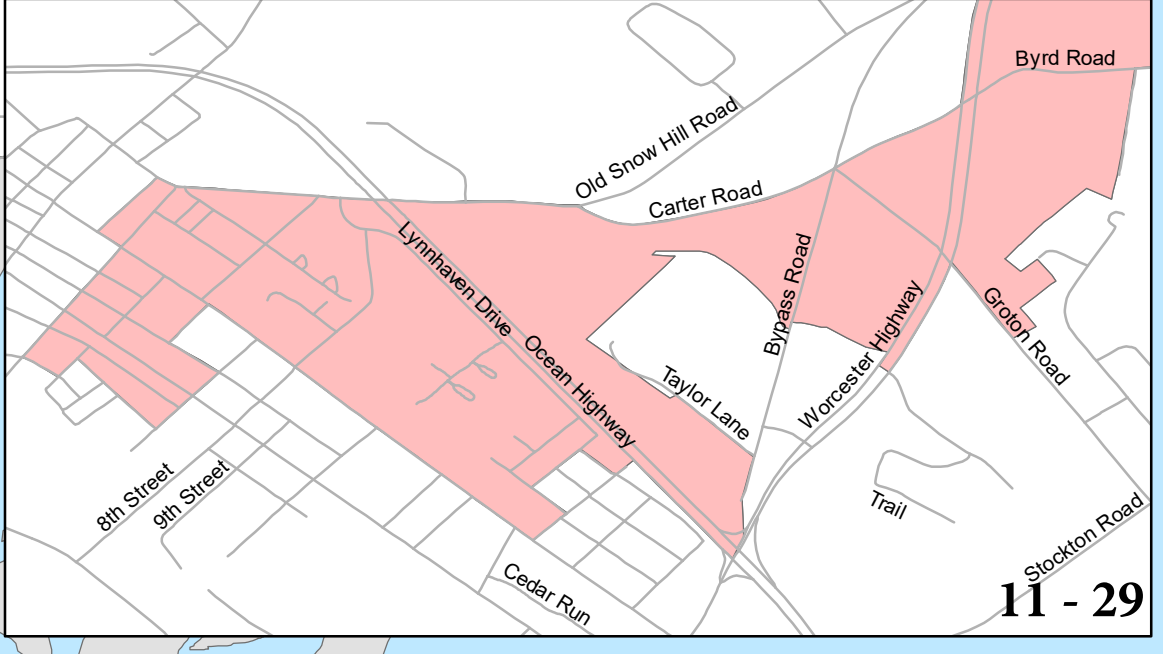 Byrd Road
Old Snow Hill Road
Carter Road
Lynnhaven Drive
Bypass Road
Ocean Highway
Worcester Highway
Groton Road
Taylor Lane
8th Street
9th Street
Trail
Stockton Road
Cedar Run
11 - 29